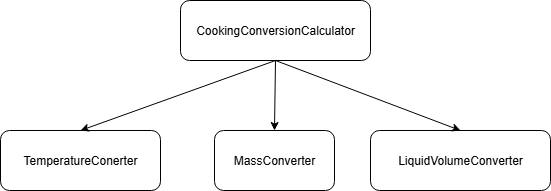 CookingConversionCalculator
TemperatureConerter
MassConverter
LiquidVolumeConverter